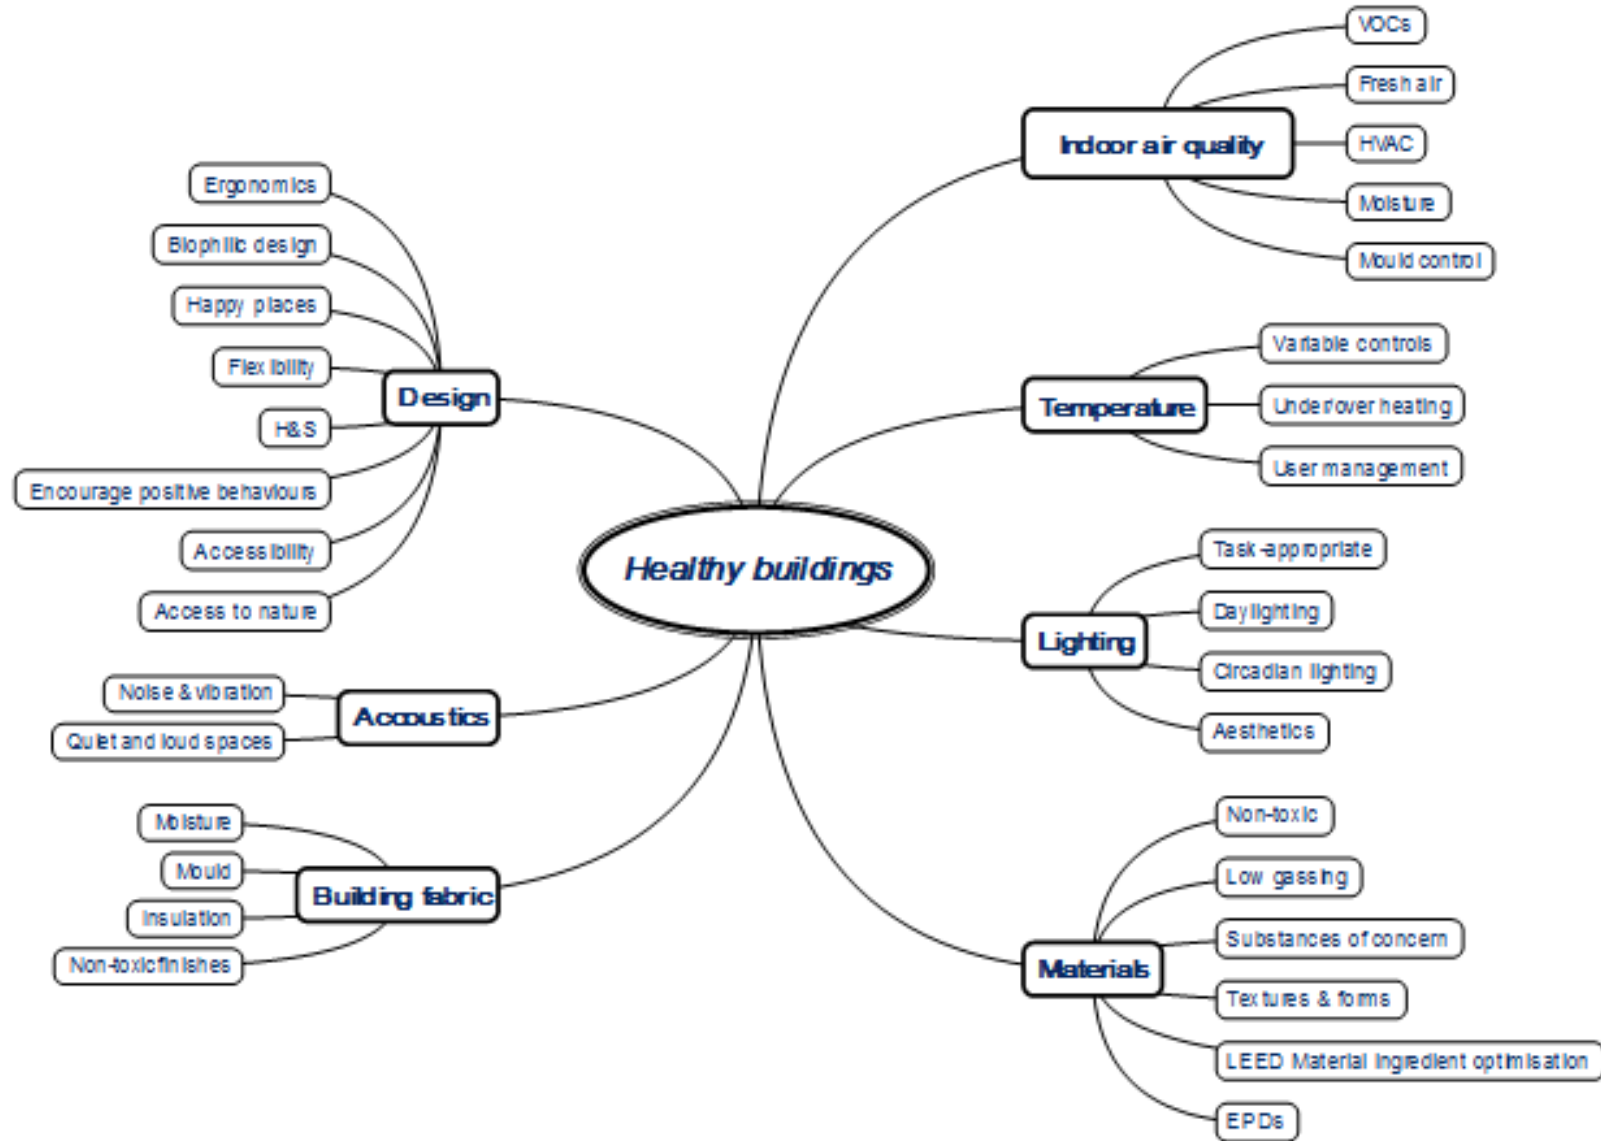 Healthy buildings
Indoor air quality
VOCs
Fresh air
HVAC
Moisture
Mould control
Temperature
Variable controls
Under/over heating
User management
Lighting
Task-appropriate
Daylighting
Circadian lighting
Aesthetics
Materials
Non-toxic
Low gassing
Substances of concern
Textures & forms
LEED Material ingredient optimisation
EPDs
Design
Ergonomics
Biophilic design
Happy places
Flexibility
H&S
Encourage positive behaviours
Accessibility
Access to nature
Accoustics
Noise & vibration
Quiet and loud spaces
Building fabric
Moisture
Mould
Insulation
Non-toxic finishes